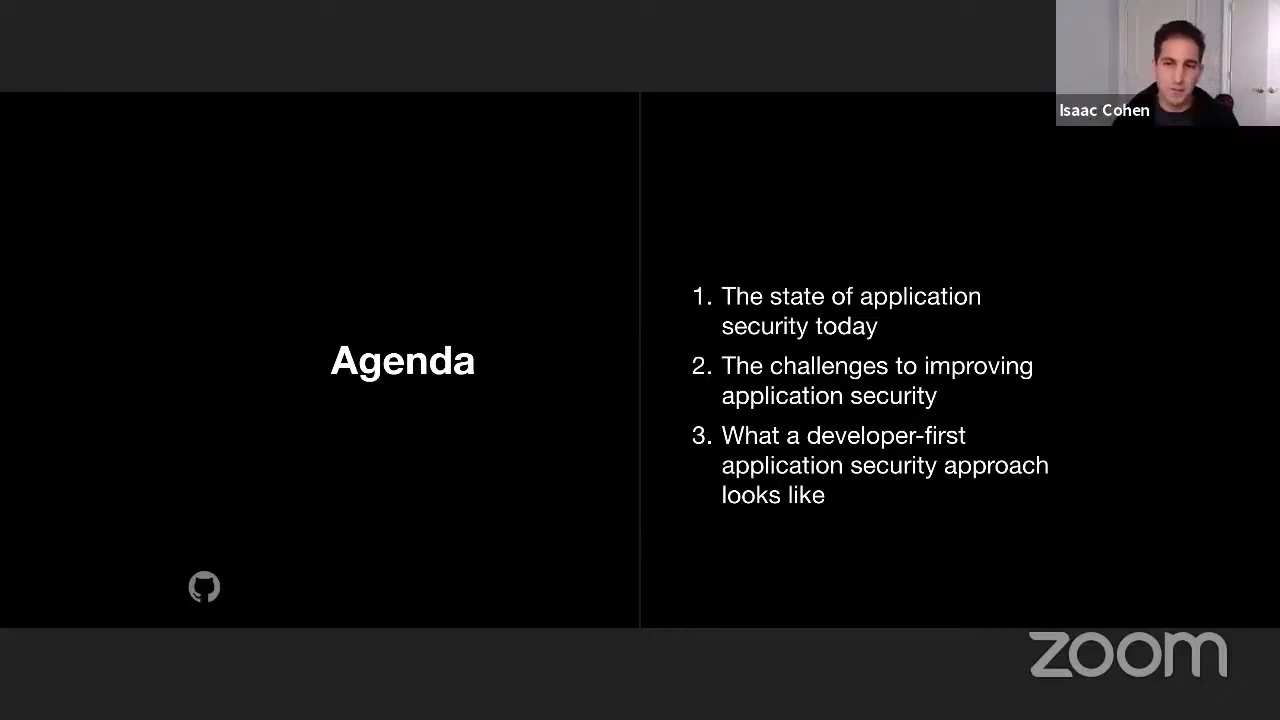 Isaac Cohen
Agenda
1. The state of application
security today
2. The challenges to improving
application security
3. What a developer-first
application security approach
looks like
zoom